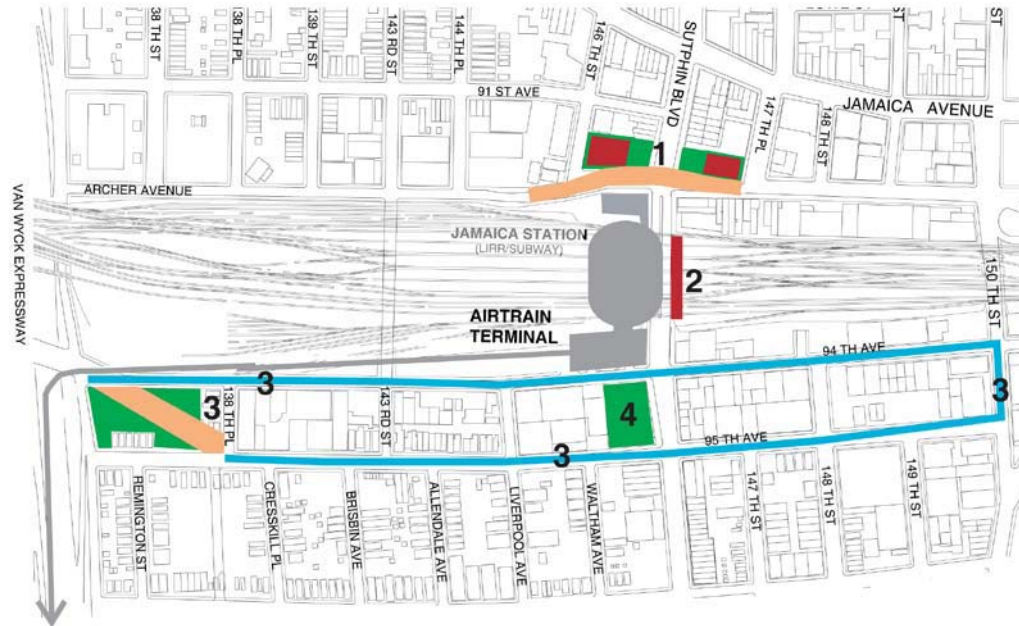 138 TH ST
138 TH PL
139 TH ST
143 RD ST
144 TH PL
146 TH ST
SUTPHIN BLVD
91 ST AVE
JAMAICA AVENUE
147 TH PL
148 TH ST
1
ARCHER AVENUE
VAN WYCK EXPRESSWAY
JAMAICA STATION
(LIRR/SUBWAY)
2
150 TH ST
AIRTRAIN
TERMINAL
94 TH AVE
3
3
138 TH PL
143 RD ST
4
3
95 TH AVE
3
REMINGTON ST
CRESSKILL PL
BRISBIN AVE
ALLENDALE AVE
LIVERPOOL AVE
WALTHAM AVE
147 TH ST
148 TH ST
149 TH ST